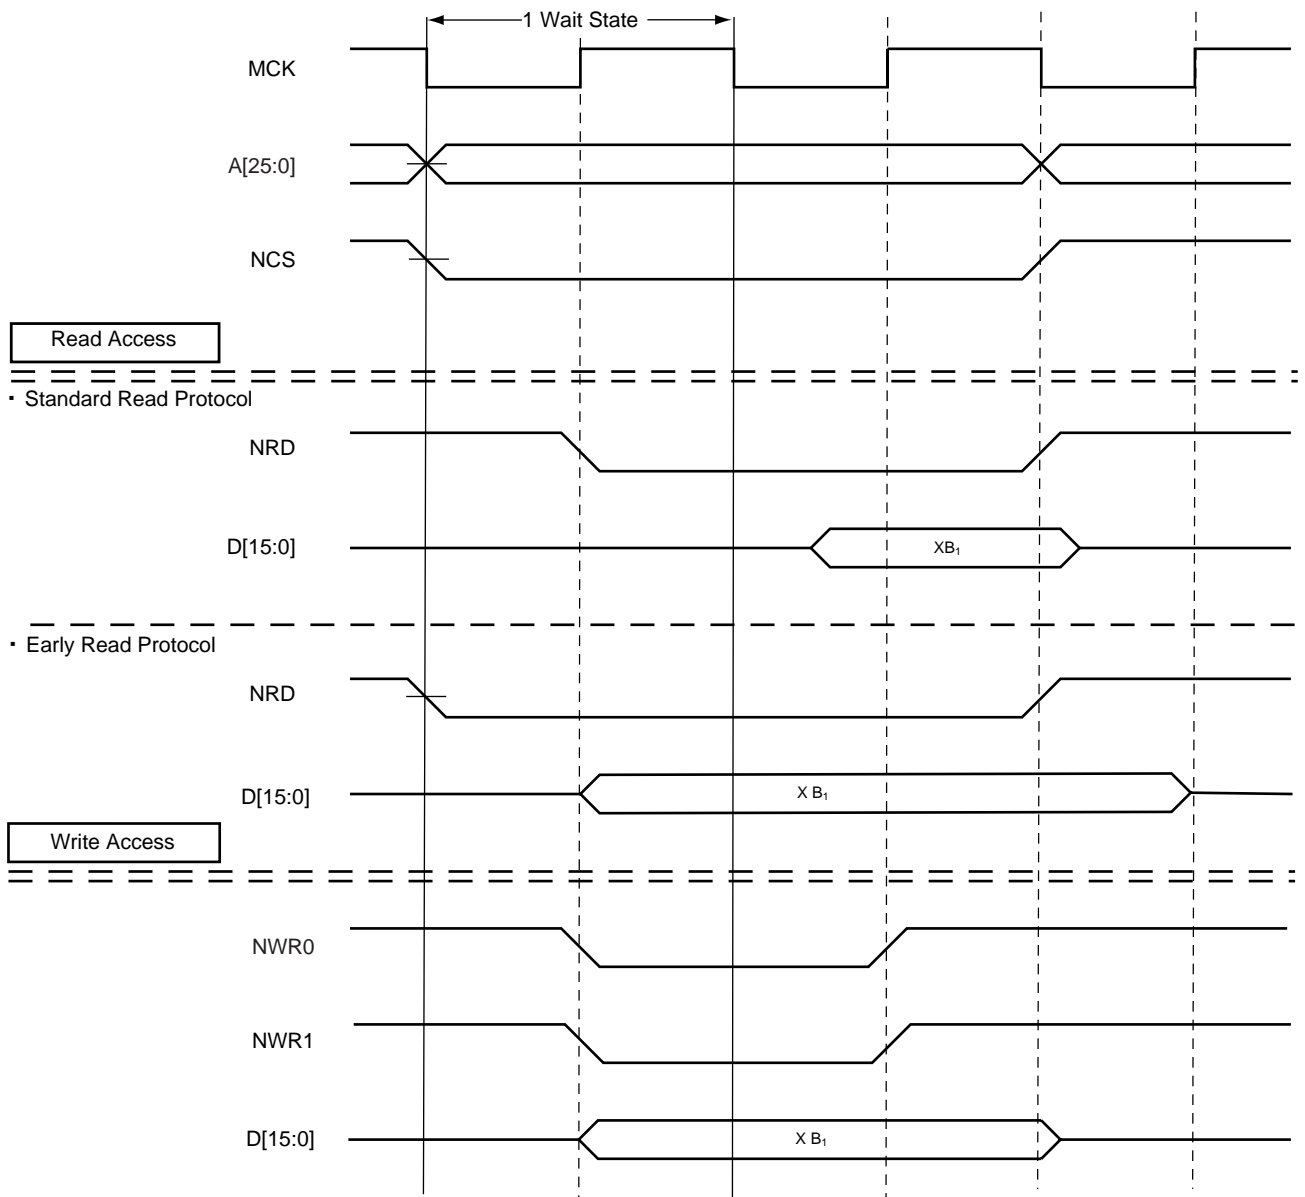 1 Wait State
MCK
A[25:0]
NCS
Read Access
· Standard Read Protocol
NRD
D[15:0]
XB₁
· Early Read Protocol
NRD
D[15:0]
X B₁
Write Access
NWR0
NWR1
D[15:0]
X B₁